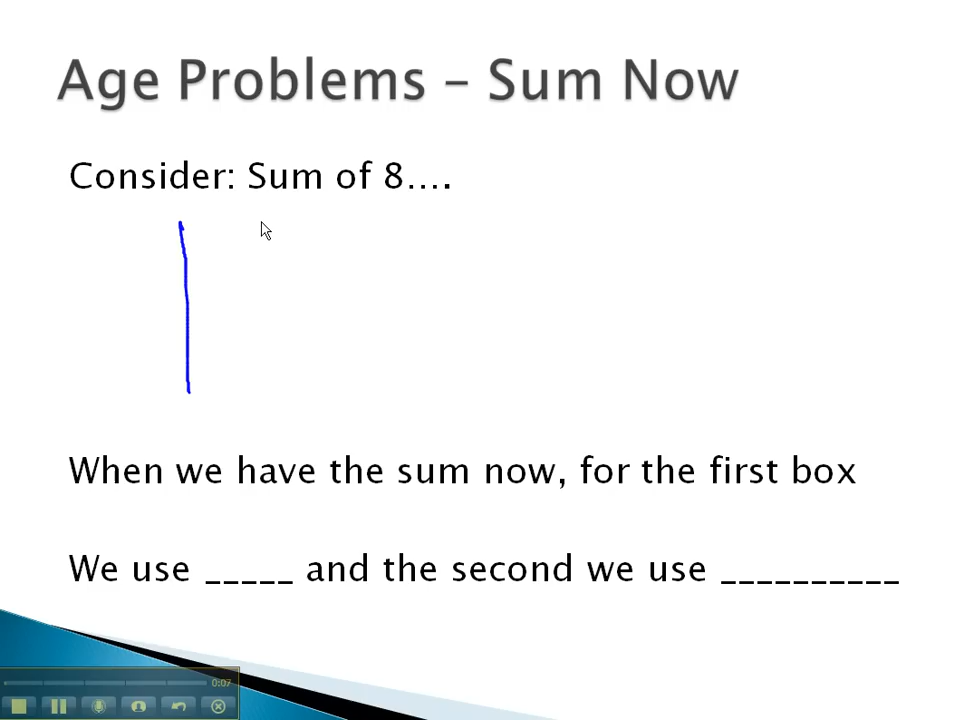 Age Problems – Sum Now
Consider: Sum of 8....
When we have the sum now, for the first box
We use _____ and the second we use __________
0:07